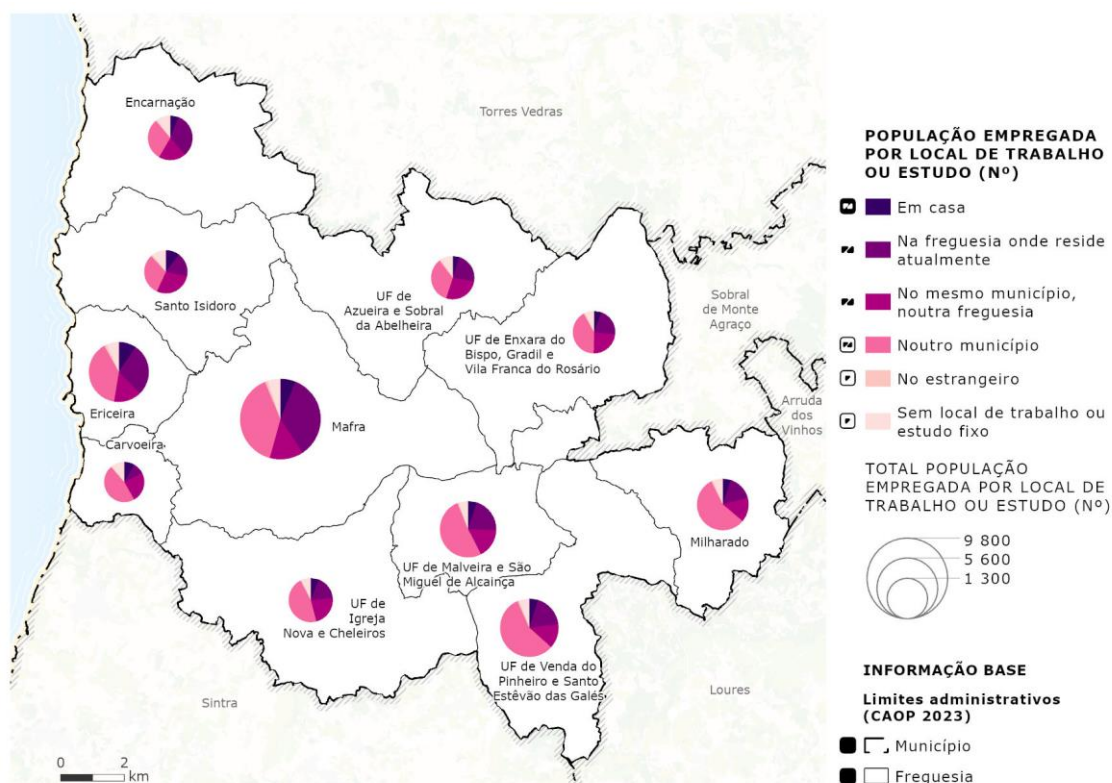 Encarnação
Torres Vedras
Santo Isidoro
UF de
Azueira e Sobral
da Abelheira
UF de Enxara do
Bispo, Gradil e
Vila Franca do Rosário
Sobral
de Monte
Agraço
Ericeira
Mafra
Arruda
dos
Vinhos
Carvoeira
Milharado
UF de Malveira e São
Miguel de Alcainça
UF de
Igreja
Nova e Cheleiros
UF de Venda do
Pinheiro e Santo
Estêvão das Galés
Sintra
Loures
0 2
km
POPULAÇÃO EMPREGADA
POR LOCAL DE TRABALHO
OU ESTUDO (Nº)
Em casa
Na freguesia onde reside
atualmente
No mesmo município,
noutra freguesia
Noutro município
No estrangeiro
Sem local de trabalho ou
estudo fixo
TOTAL POPULAÇÃO
EMPREGADA POR LOCAL DE
TRABALHO OU ESTUDO (Nº)
9 800
5 600
1 300
INFORMAÇÃO BASE
Limites administrativos
(CAOP 2023)
Município
Freguesia